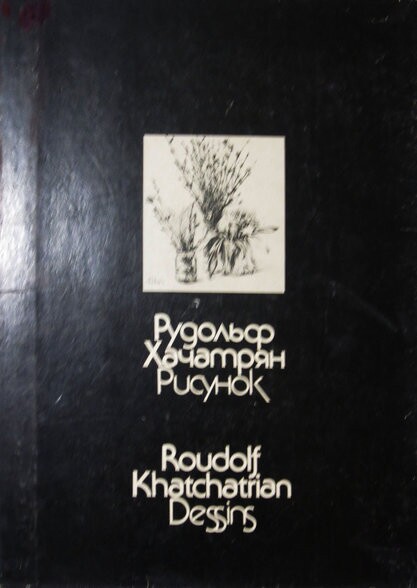 Рудольф
Хачатрян
Рисунок
Roudolf
Khatchatrian
Dessins